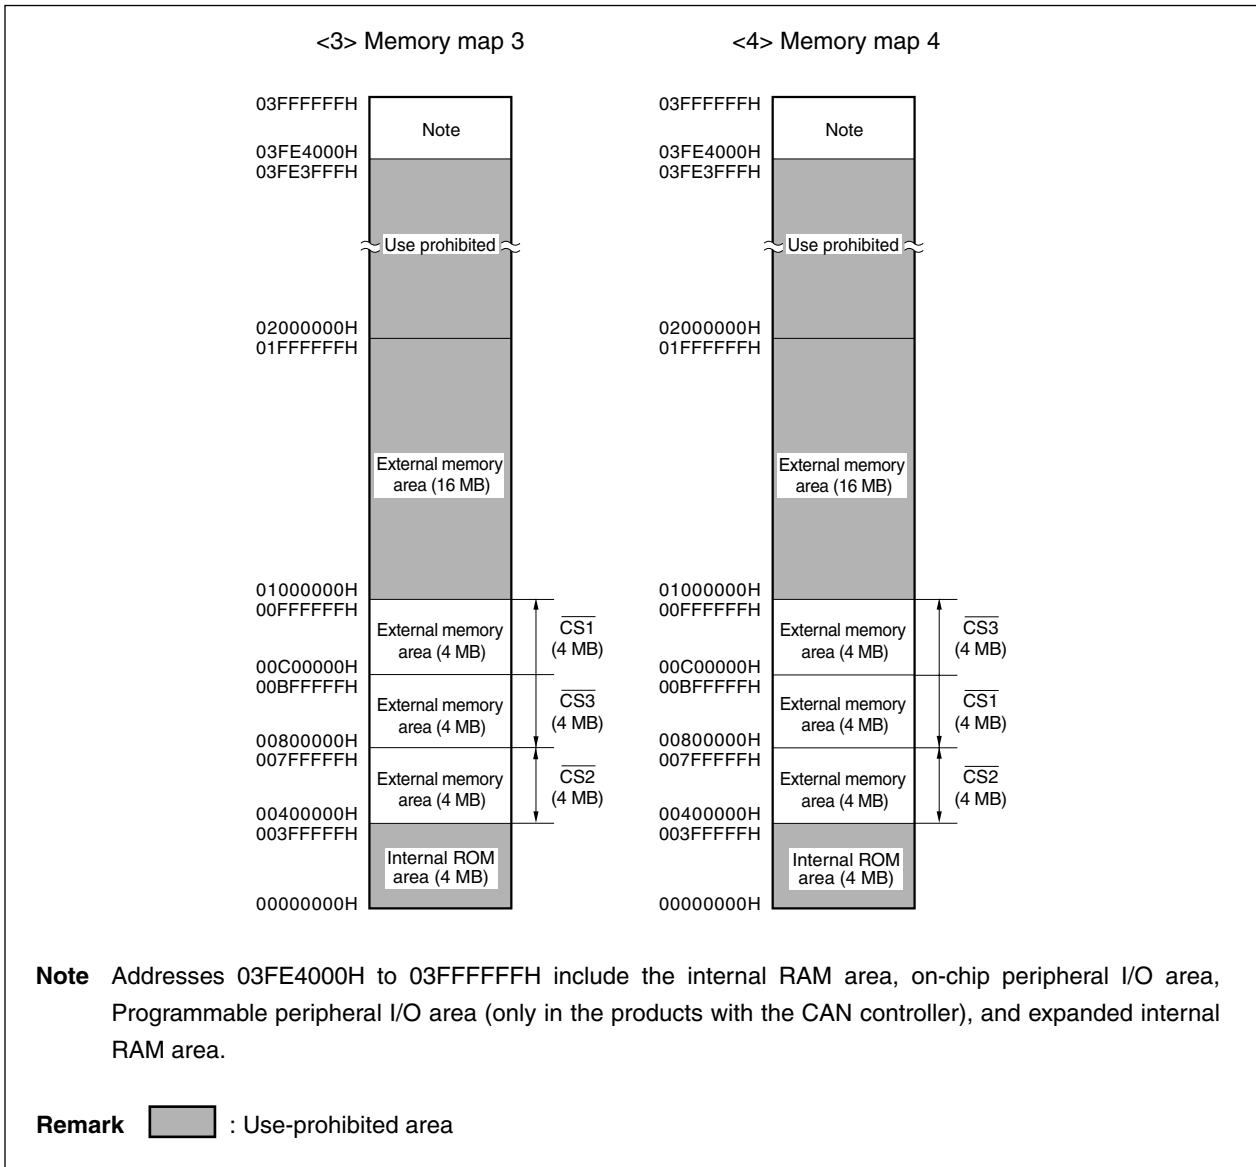 <3> Memory map 3
03FFFFFFH
Note
03FE4000H
03FE3FFFH
Use prohibited
02000000H
01FFFFFFH
External memory
area (16 MB)
01000000H
00FFFFFFH
External memory
area (4 MB)
CS1
(4 MB)
00C00000H
00BFFFFFH
External memory
area (4 MB)
CS3
(4 MB)
00800000H
007FFFFFH
External memory
area (4 MB)
CS2
(4 MB)
00400000H
003FFFFFH
Internal ROM
area (4 MB)
00000000H
<4> Memory map 4
03FFFFFFH
Note
03FE4000H
03FE3FFFH
Use prohibited
02000000H
01FFFFFFH
External memory
area (16 MB)
01000000H
00FFFFFFH
External memory
area (4 MB)
CS3
(4 MB)
00C00000H
00BFFFFFH
External memory
area (4 MB)
CS1
(4 MB)
00800000H
007FFFFFH
External memory
area (4 MB)
CS2
(4 MB)
00400000H
003FFFFFH
Internal ROM
area (4 MB)
00000000H
Note Addresses 03FE4000H to 03FFFFFFH include the internal RAM area, on-chip peripheral I/O area,
Programmable peripheral I/O area (only in the products with the CAN controller), and expanded internal
RAM area.
Remark : Use-prohibited area